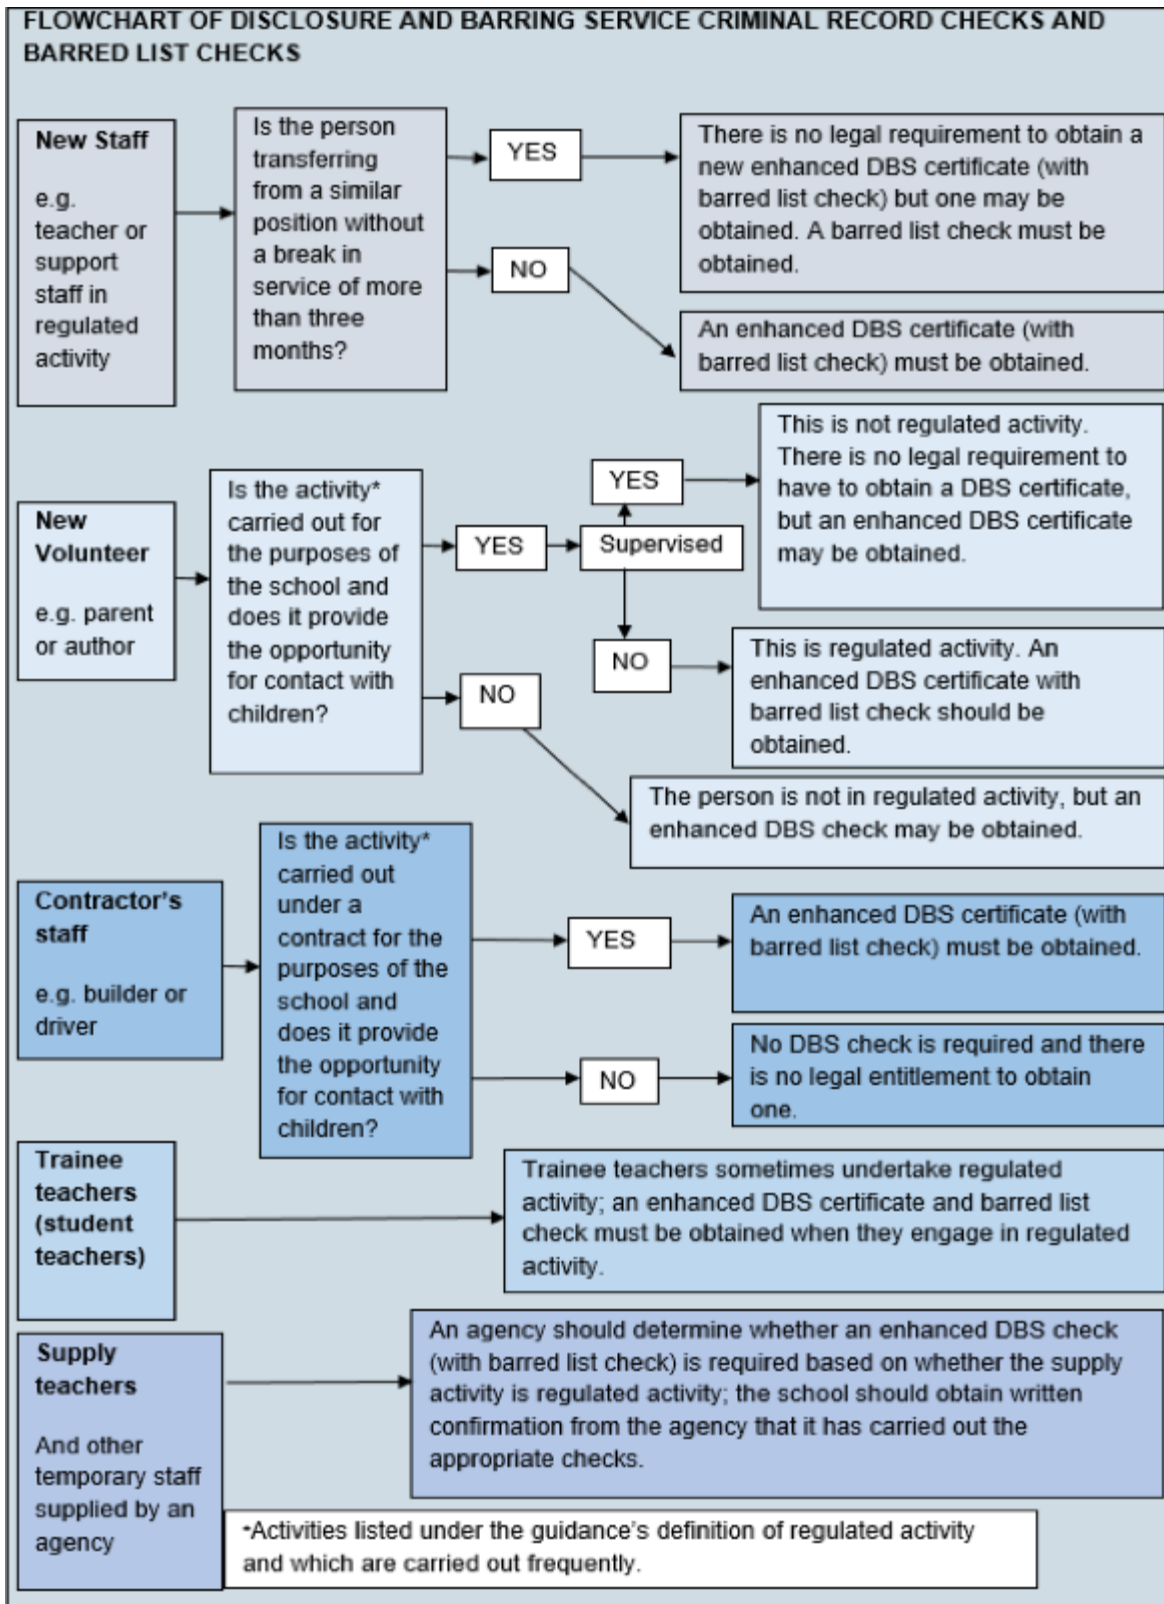 FLOWCHART OF DISCLOSURE AND BARRING SERVICE CRIMINAL RECORD CHECKS AND
BARRED LIST CHECKS
New Staff
e.g.
teacher or
support
staff in
regulated
activity
Is the person
transferring
from a similar
position without
a break in
service of more
than three
months?
YES
NO
There is no legal requirement to obtain a
new enhanced DBS certificate (with
barred list check) but one may be
obtained. A barred list check must be
obtained.
An enhanced DBS certificate (with
barred list check) must be obtained.
New
Volunteer
e.g. parent
or author
Is the activity*
carried out for
the purposes of
the school and
does it provide
the opportunity
for contact with
children?
YES
NO
Supervised
YES
NO
This is not regulated activity.
There is no legal requirement to
have to obtain a DBS certificate,
but an enhanced DBS certificate
may be obtained.
This is regulated activity. An
enhanced DBS certificate with
barred list check should be
obtained.
The person is not in regulated activity, but an
enhanced DBS check may be obtained.
Contractor's
staff
e.g. builder or
driver
Is the activity*
carried out
under a
contract for the
purposes of the
school and
does it provide
the opportunity
for contact with
children?
YES
NO
An enhanced DBS certificate (with
barred list check) must be obtained.
No DBS check is required and there
is no legal entitlement to obtain
one.
Trainee
teachers
(student
teachers)
Trainee teachers sometimes undertake regulated
activity; an enhanced DBS certificate and barred list
check must be obtained when they engage in regulated
activity.
Supply
teachers
And other
temporary staff
supplied by an
agency
An agency should determine whether an enhanced DBS check
(with barred list check) is required based on whether the supply
activity is regulated activity; the school should obtain written
confirmation from the agency that it has carried out the
appropriate checks.
*Activities listed under the guidance's definition of regulated activity
and which are carried out frequently.